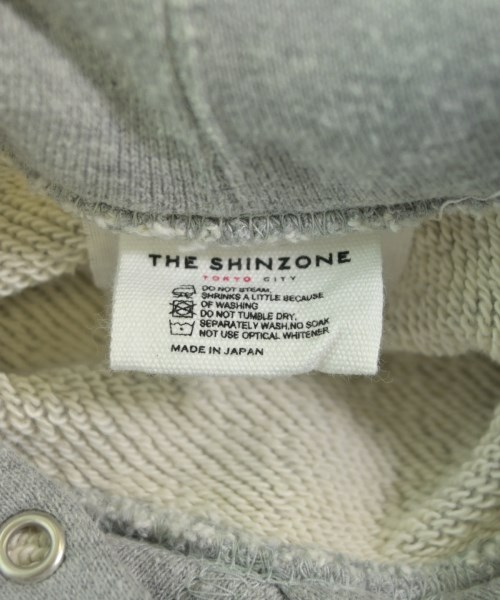 THE SHINZONE
TOKYO CITY
DO NOT STEAM.
SHRINKS A LITTLE BECAUSE
OF WASHING
DO NOT TUMBLE DRY.
SEPARATELY WASH.NO SOAK
NOT USE OPTICAL WHITENER
MADE IN JAPAN